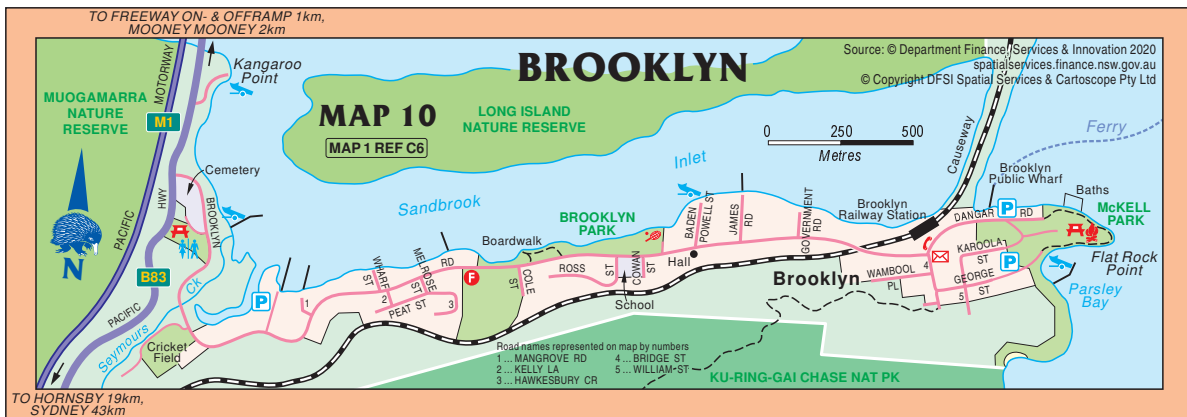 TO FREEWAY ON- & OFFRAMP 1km,
MOONEY MOONEY 2km
BROOKLYN
Source: © Department Finance, Services & Innovation 2020
spatialservices.finance.nsw.gov.au
© Copyright DFSI Spatial Services & Cartoscope Pty Ltd
MAP 10
MAP 1 REF C6
LONG ISLAND
NATURE RESERVE
MUOGAMARRA
NATURE
RESERVE
MOTORWAY
M1
Kangaroo
Point
Cemetery
HWY
BROOKLYN
PACIFIC
N
B83
PACIFIC
Seymours
Ck
P
Cricket
Field
0 250 500
Metres
Causeway
Ferry
Inlet
Sandbrook
Brooklyn
Public Wharf
Baths
P
McKELL
PARK
Flat Rock
Point
Parsley
Bay
Brooklyn
Railway Station
DANGAR RD
KAROOLA
ST
P
GEORGE
ST
WAMBOOL
PL
4
5
Brooklyn
BROOKLYN
PARK
Boardwalk
BADEN
POWELL ST
JAMES
RD
GOVERNMENT
RD
Hall
COWAN
ST
School
ROSS
ST
COLE
ST
F
RD
MELROSE
ST
WHARF
ST
PEAT ST
1
2
3
Road names represented on map by numbers
1 ... MANGROVE RD
2 ... KELLY LA
3 ... HAWKESBURY CR
4 ... BRIDGE ST
5 ... WILLIAM ST
KU-RING-GAI CHASE NAT PK
TO HORNSBY 19km,
SYDNEY 43km